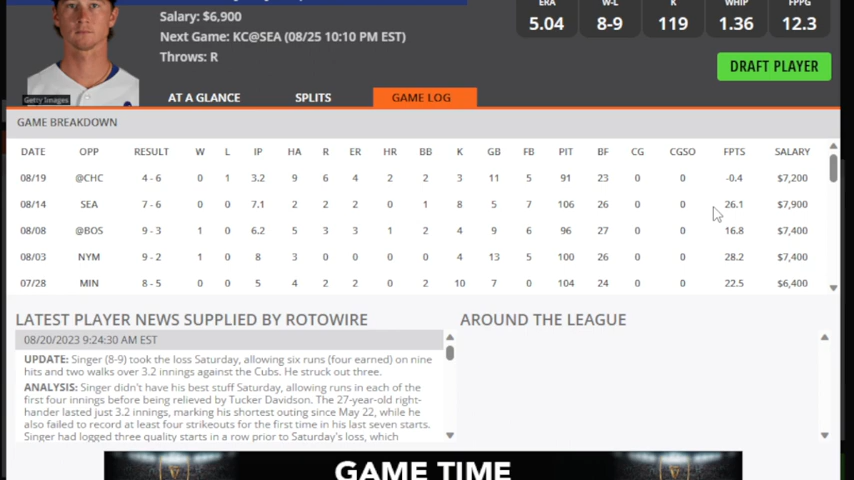 ERA W-L K WHIP FPPG
Salary: $6,900
5.04 8-9 119 1.36 12.3
Next Game: KC@SEA (08/25 10:10 PM EST)
Throws: R
DRAFT PLAYER
Getty Images
AT A GLANCE SPLITS GAME LOG
GAME BREAKDOWN
DATE OPP RESULT W L IP HA R ER HR BB K GB FB PIT BF CG CGSO FPTS SALARY
08/19 @CHC 4-6 0 1 3.2 9 6 4 2 2 3 11 5 91 23 0 0 -0.4 $7,200
08/14 SEA 7-6 0 0 7.1 2 2 2 0 1 8 5 7 106 26 0 0 26.1 $7,900
08/08 @BOS 9-3 1 0 6.2 5 3 3 1 2 4 9 6 96 27 0 0 16.8 $7,400
08/03 NYM 9-2 1 0 8 3 0 0 0 0 4 13 5 100 26 0 0 28.2 $7,400
07/28 MIN 8-5 1 0 5 4 2 2 0 2 10 7 0 104 24 0 0 22.5 $6,400
LATEST PLAYER NEWS SUPPLIED BY ROTOWIRE
AROUND THE LEAGUE
08/20/2023 9:24:30 AM EST
UPDATE: Singer (8-9) took the loss Saturday, allowing six runs (four earned) on nine
hits and two walks over 3.2 innings against the Cubs. He struck out three.
ANALYSIS: Singer didn't have his best stuff Saturday, allowing runs in each of the
first four innings before being relieved by Tucker Davidson. The 27-year-old right-
hander lasted just 3.2 innings, marking his shortest outing since May 22, while he
also failed to record at least four strikeouts for the first time in his last seven starts.
Singer had logged three quality starts in a row prior to Saturday's loss, which
GAME TIME